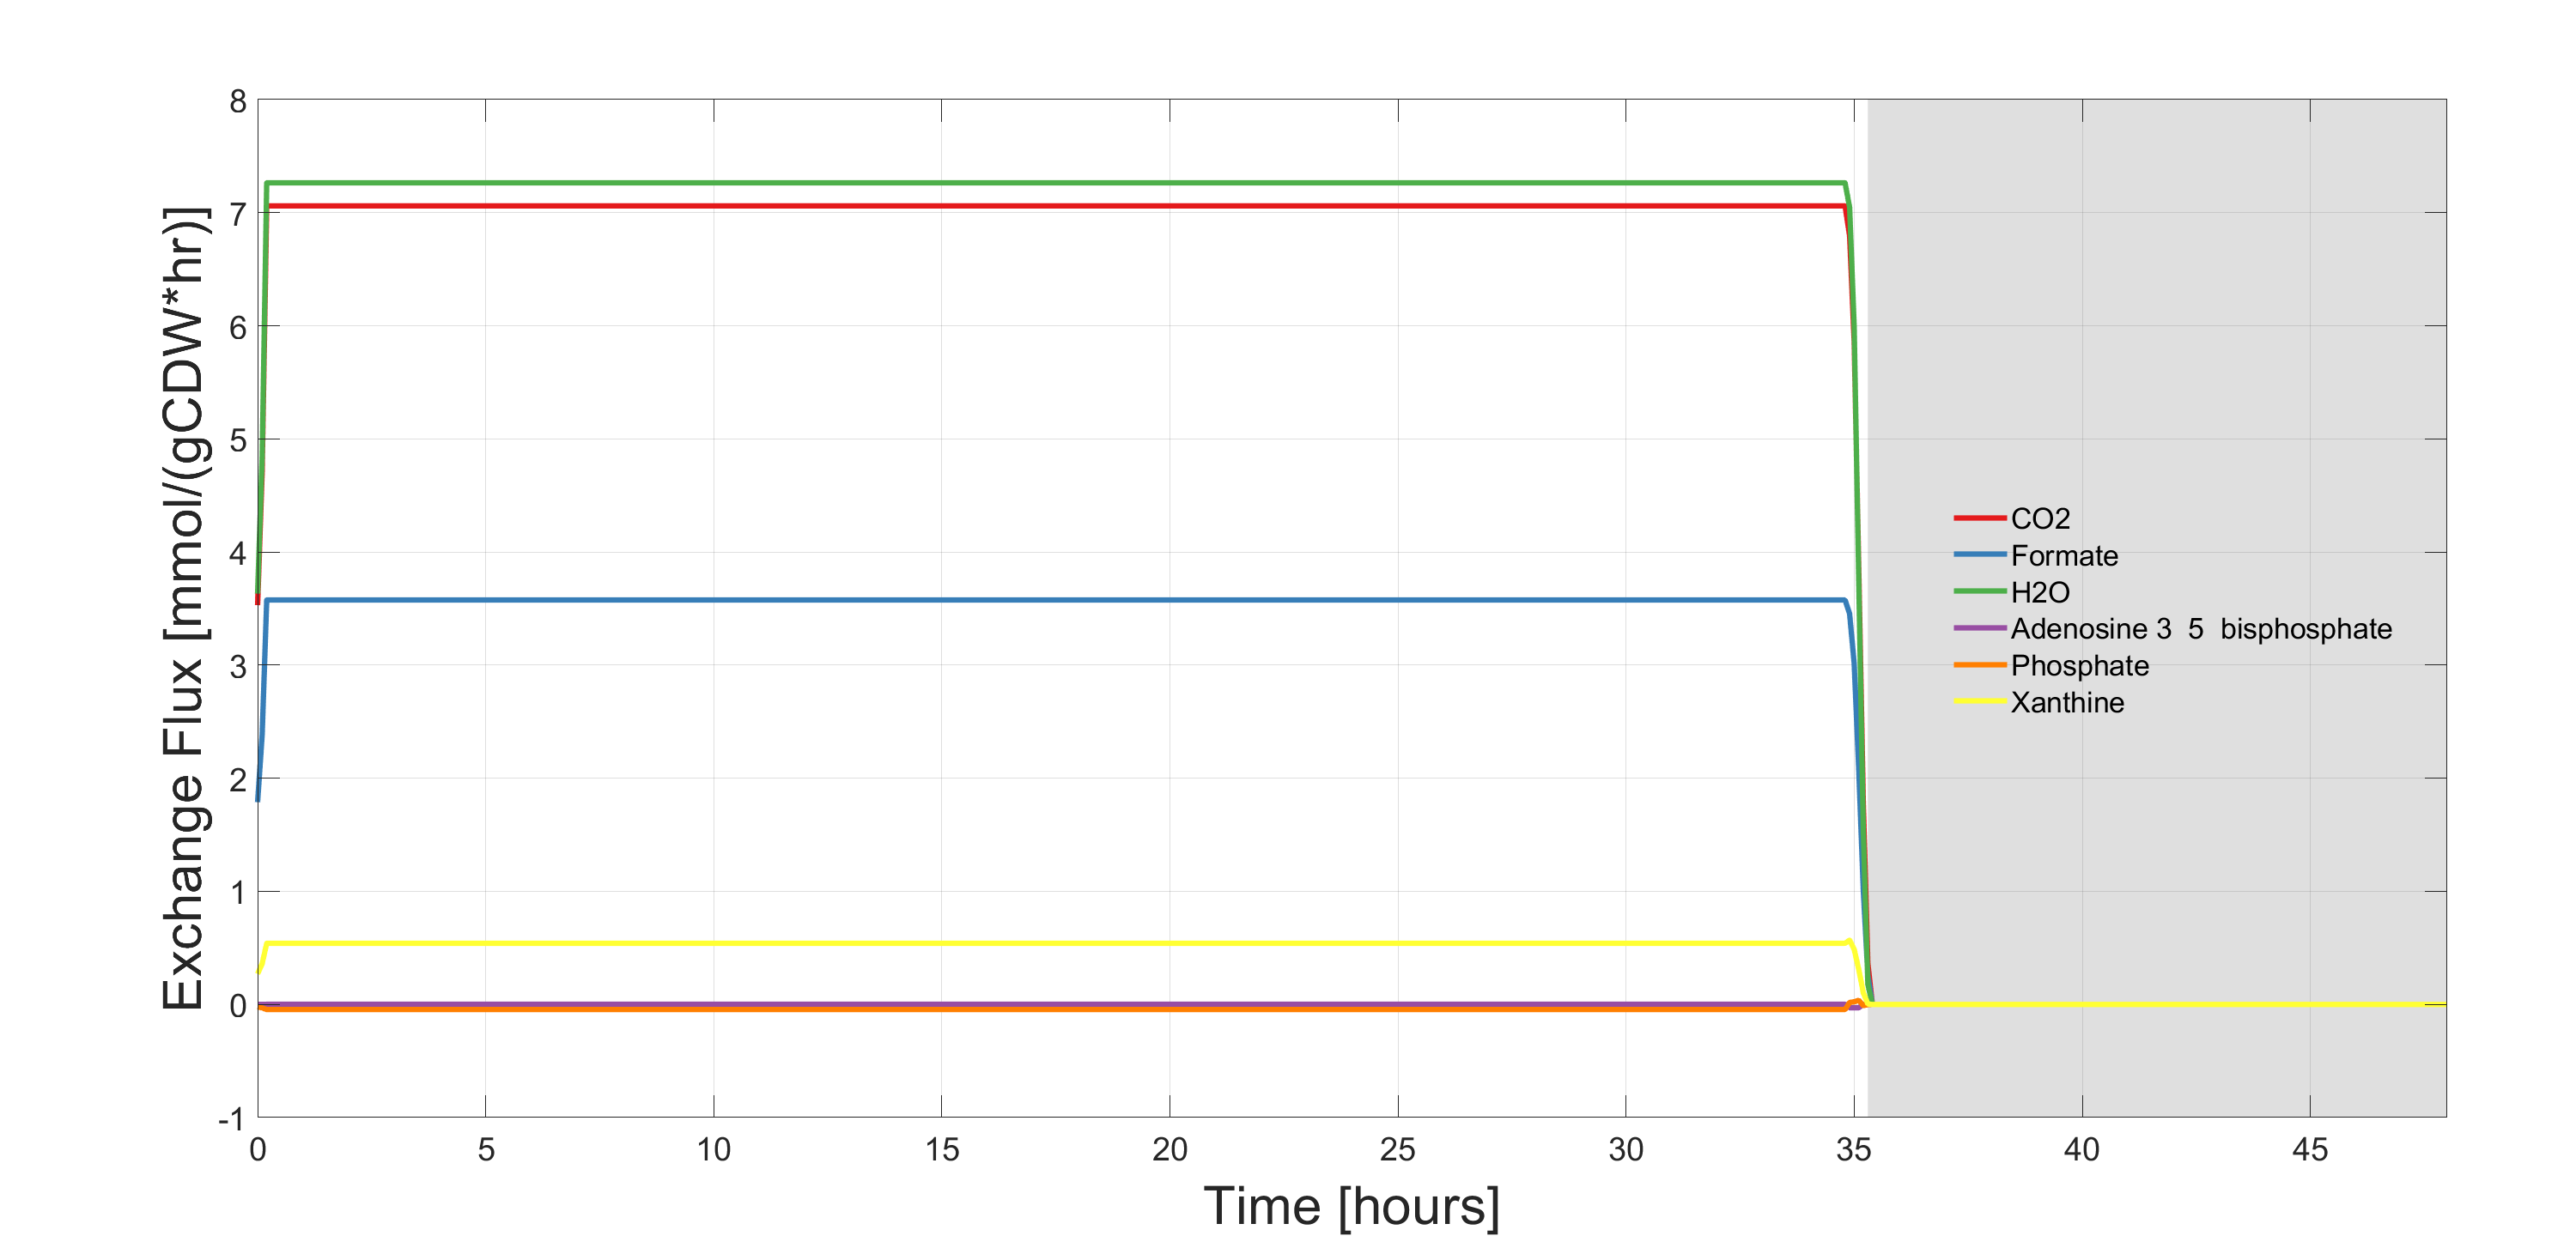 Exchange Flux [mmol/(gCDW*hr)]
8
7
6
5
4
3
2
1
0
-1
CO2
Formate
H2O
Adenosine 3  5  bisphosphate
Phosphate
Xanthine
0 5 10 15 20 25 30 35 40 45
Time [hours]